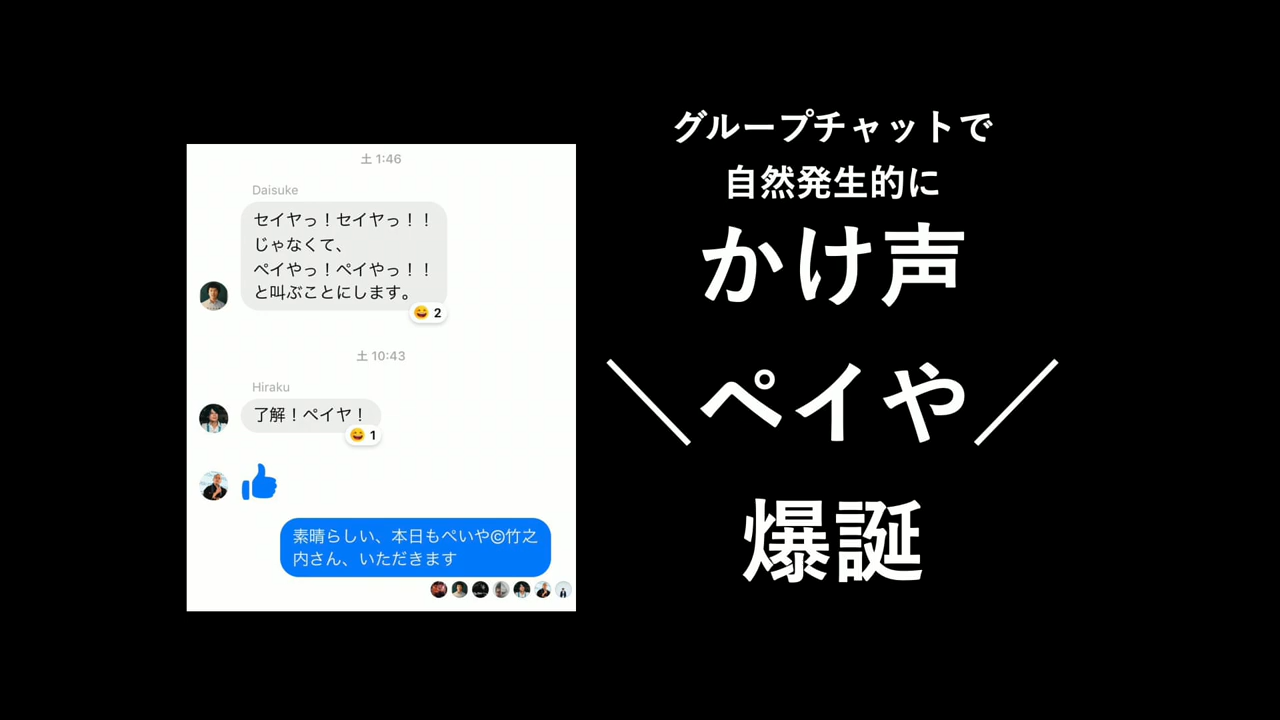 土 1:46
Daisuke
セイヤっ！セイヤっ！！
じゃなくて、
ペイやっ！ペイやっ！！
と叫ぶことにします。
2
土 10:43
Hiraku
了解！ペイヤ！
1
素晴らしい、本日もぺいや©竹之
内さん、いただきます
グループチャットで
自然発生的に
かけ声
＼ペイや／
爆誕